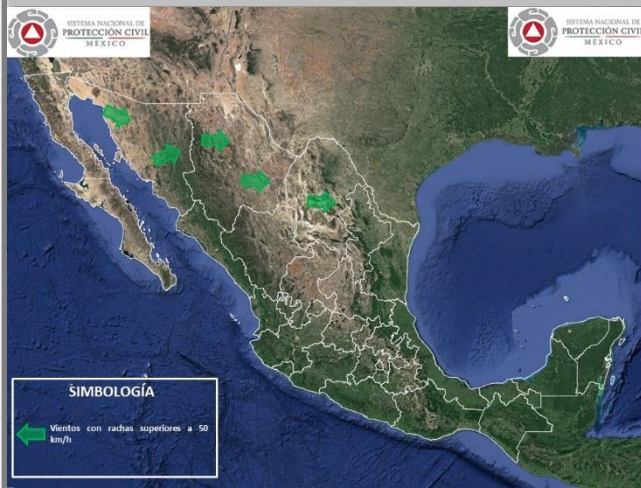 SISTEMA NACIONAL DE
PROTECCIÓN CIVIL
MÉXICO
SISTEMA NACIONAL DE
PROTECCIÓN CIVIL
MÉXICO
SIMBOLOGÍA
Vientos con rachas superiores a 50
km/h